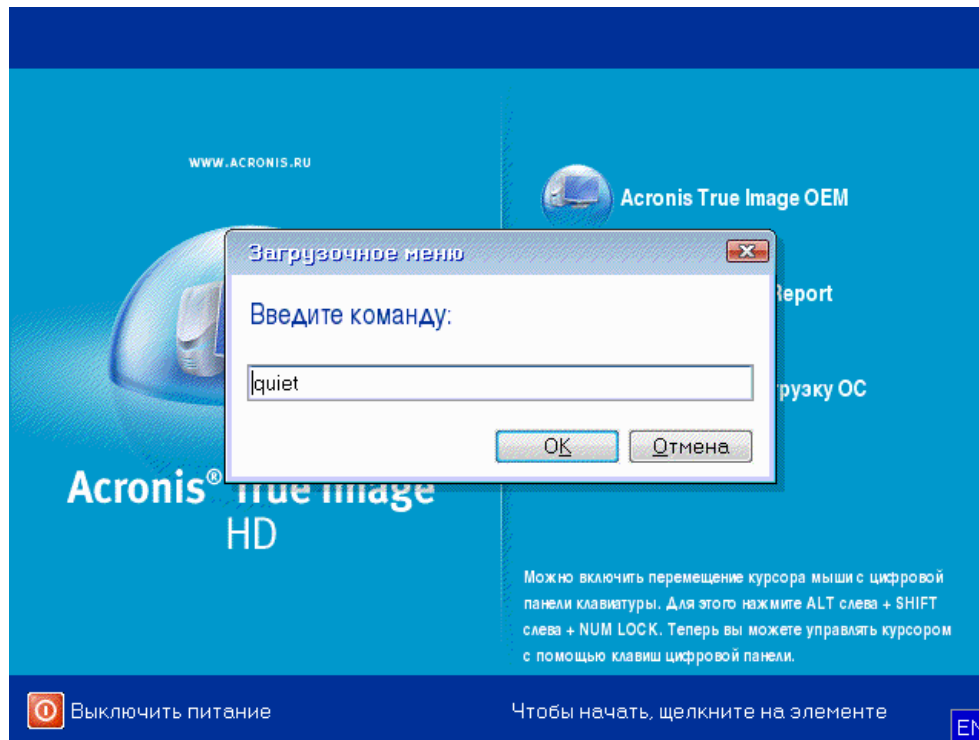 WWW.ACRONIS.RU
Acronis True Image OEM
Загрузочное меню
Report
Введите команду:
quiet
рузку ОС
OK
Отмена
Acronis® True Image
HD
Можно включить перемещение курсора мыши с цифровой
панели клавиатуры. Для этого нажмите ALT слева + SHIFT
слева + NUM LOCK. Теперь вы можете управлять курсором
с помощью клавиш цифровой панели.
Выключить питание
Чтобы начать, щелкните на элементе
EN